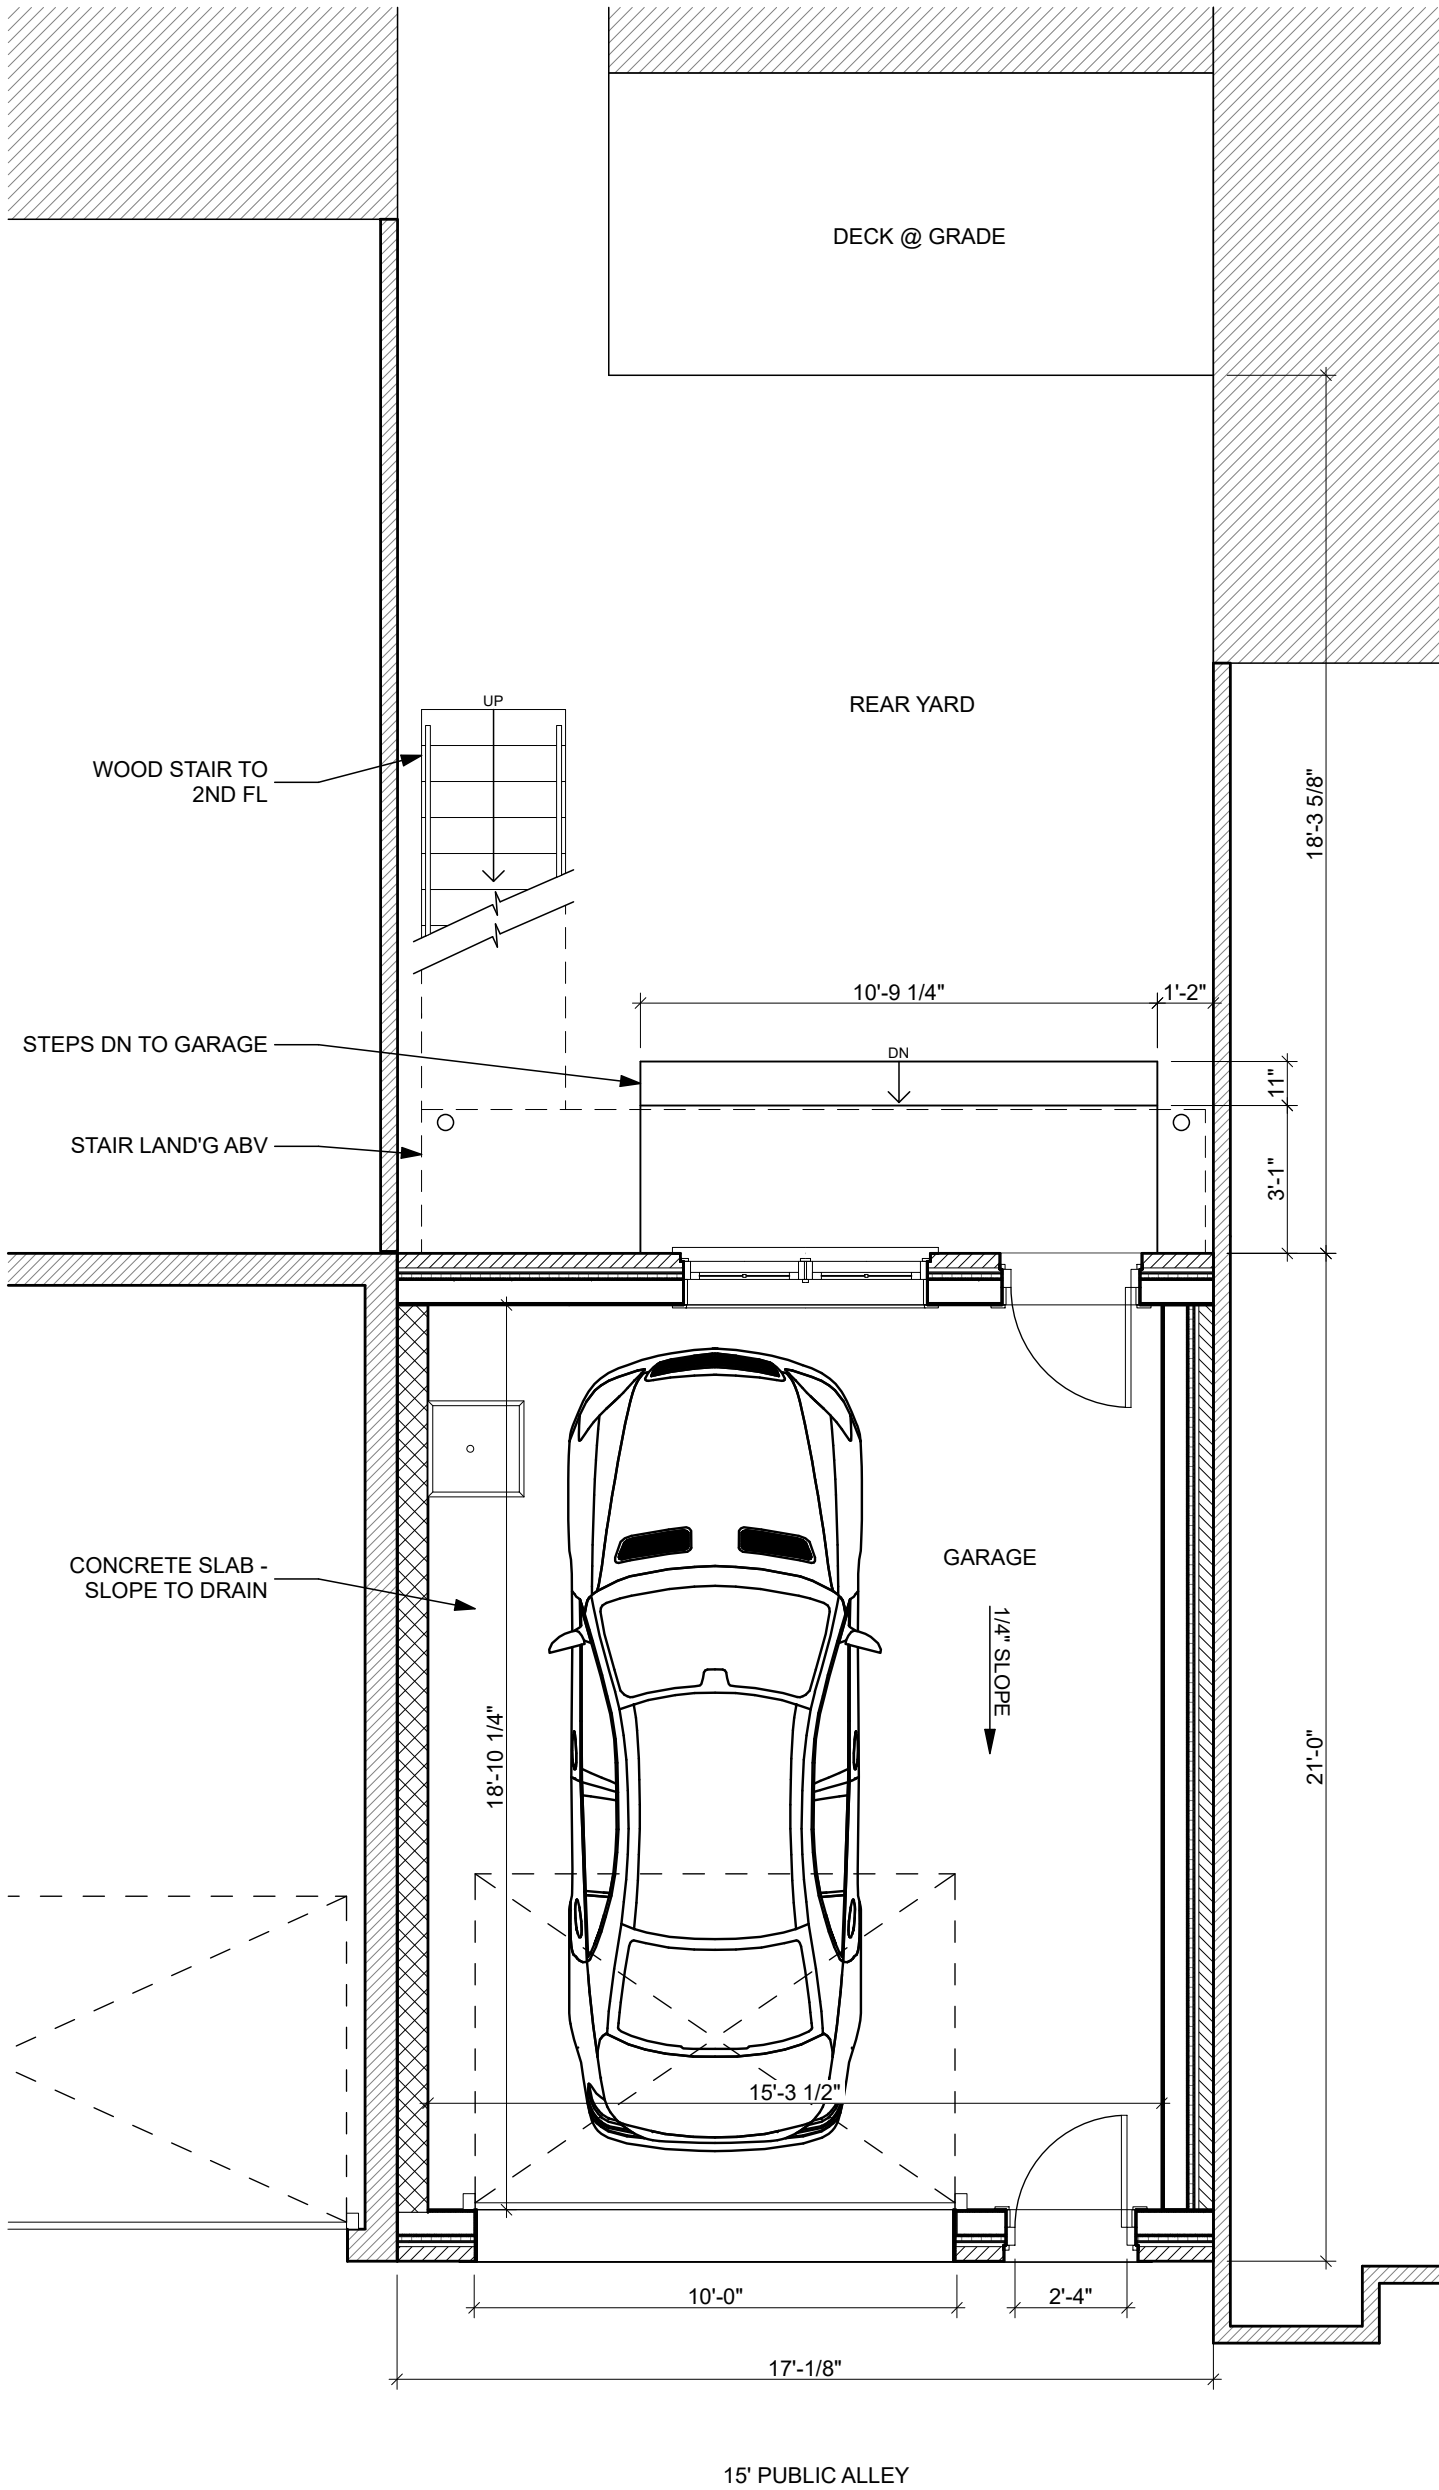 DECK @ GRADE
UP
REAR YARD
WOOD STAIR TO
2ND FL
18'-3 5/8"
10'-9 1/4"
1'-2"
STEPS DN TO GARAGE
DN
11"
STAIR LAND'G ABV
3'-1"
GARAGE
CONCRETE SLAB -
SLOPE TO DRAIN
1/4" SLOPE
18'-10 1/4"
21'-0"
15'-3 1/2"
10'-0"
2'-4"
17'-1/8"
15' PUBLIC ALLEY